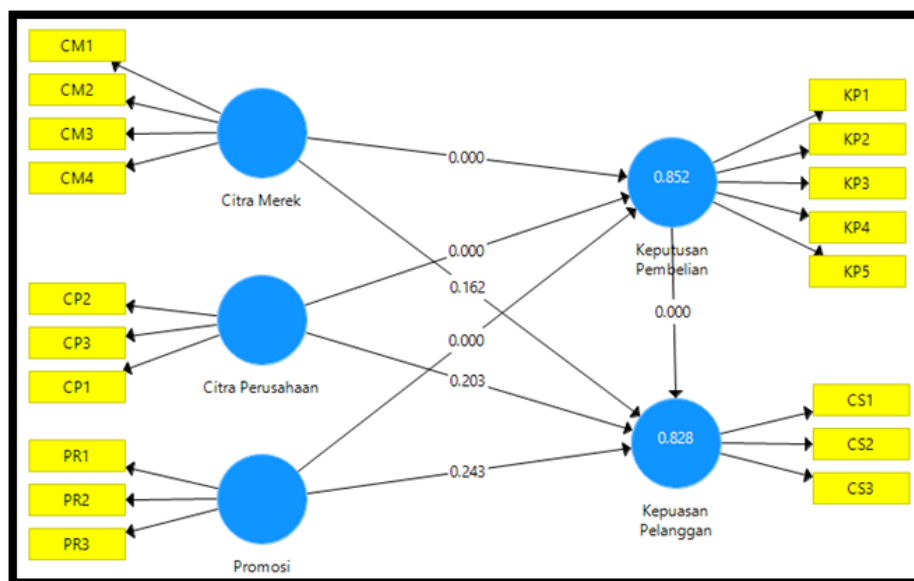 CM1
CM2
CM3
CM4
Citra Merek
CP2
CP3
CP1
Citra Perusahaan
PR1
PR2
PR3
Promosi
0.000
0.000
0.162
0.000
0.203
0.243
0.852
Keputusan
Pembelian
0.000
0.828
Kepuasan
Pelanggan
KP1
KP2
KP3
KP4
KP5
CS1
CS2
CS3